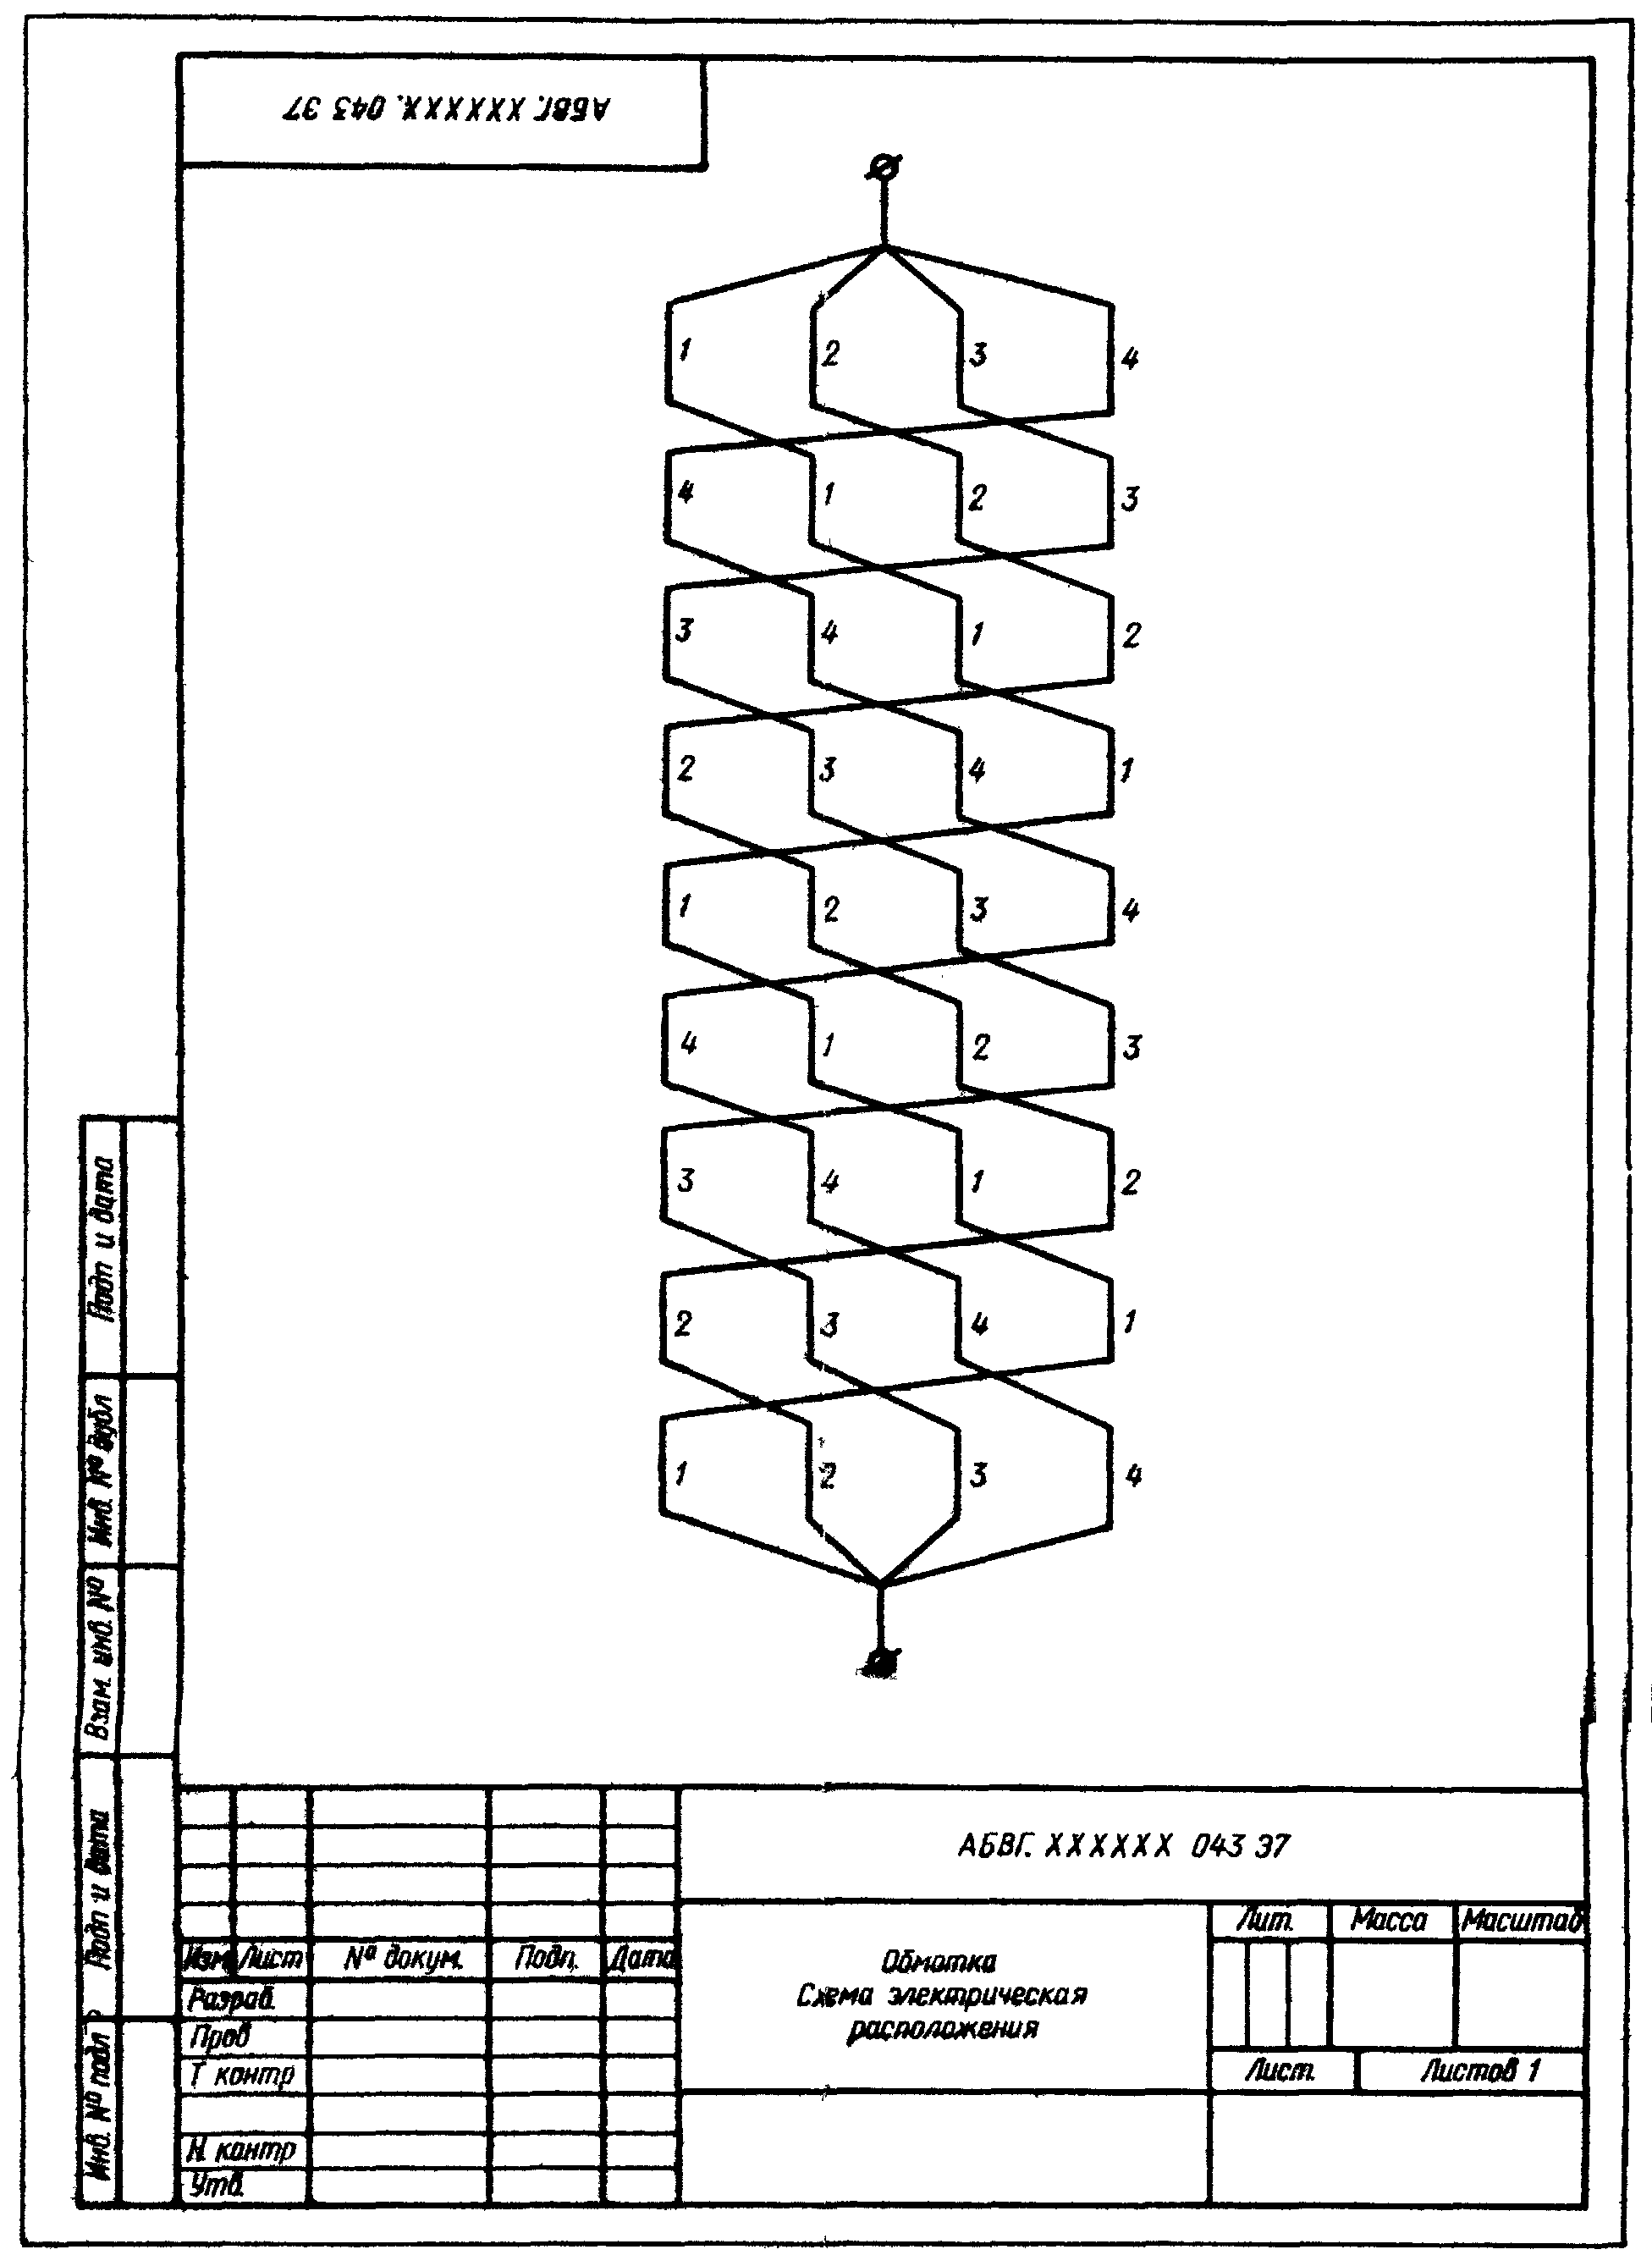 АБВГ. XXXXXX. 043 Э7
1 2 3 4
4 1 2 3
3 4 1 2
2 3 4 1
1 2 3 4
4 1 2 3
3 4 1 2
2 3 4 1
1 2 3 4
Подп и дата
Инв. № дубл
Взам. инв. №
Подп и дата
Инв. № подл
АБВГ. XXXXXX 043 Э7
Изм Лист № докум. Подп. Дата
Разраб.
Пров
Т контр
Н. контр
Утв.
Обмотка
Схема электрическая
расположения
Лит. Масса Масштаб
Лист. Листов 1